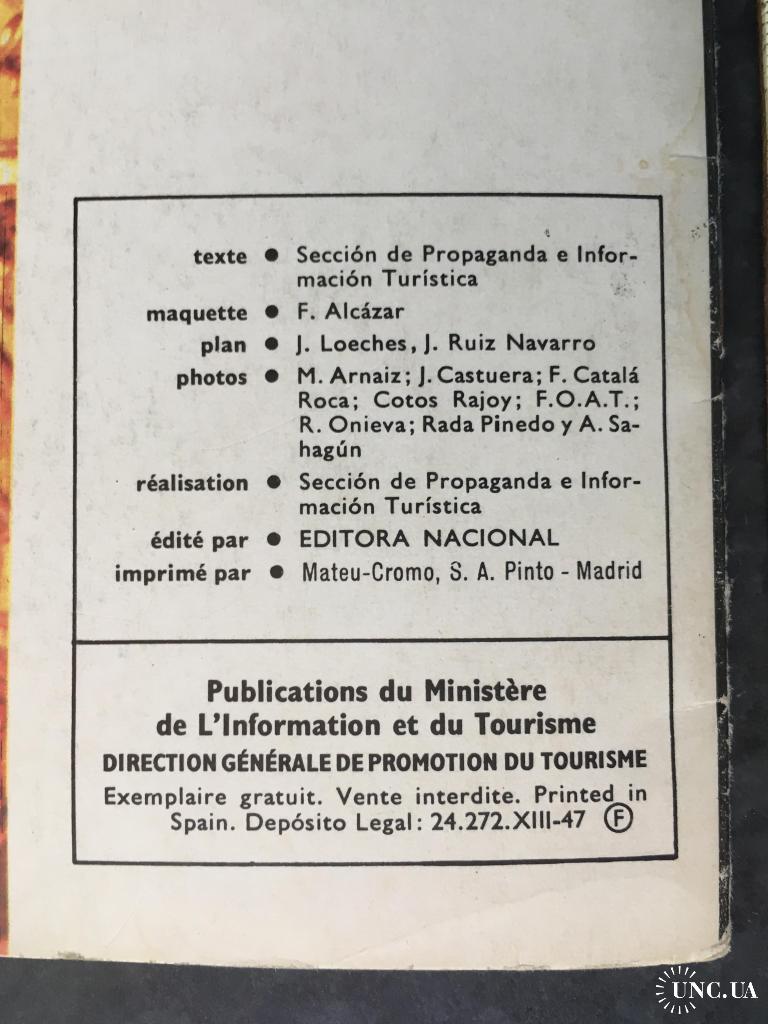 texte ● Sección de Propaganda e Infor-
mación Turística
maquette ● F. Alcázar
plan ● J. Loeches, J. Ruiz Navarro
photos ● M. Arnaiz; J. Castuera; F. Catalá
Roca; Cotos Rajoy; F.O.A.T.;
R. Onieva; Rada Pinedo y A. Sa-
hagún
réalisation ● Sección de Propaganda e Infor-
mación Turística
édité par ● EDITORA NACIONAL
imprimé par ● Mateu-Cromo, S. A. Pinto - Madrid
Publications du Ministère
de L'Information et du Tourisme
DIRECTION GÉNÉRALE DE PROMOTION DU TOURISME
Exemplaire gratuit. Vente interdite. Printed in
Spain. Depósito Legal: 24.272.XIII-47 Ⓕ
UNC.UA